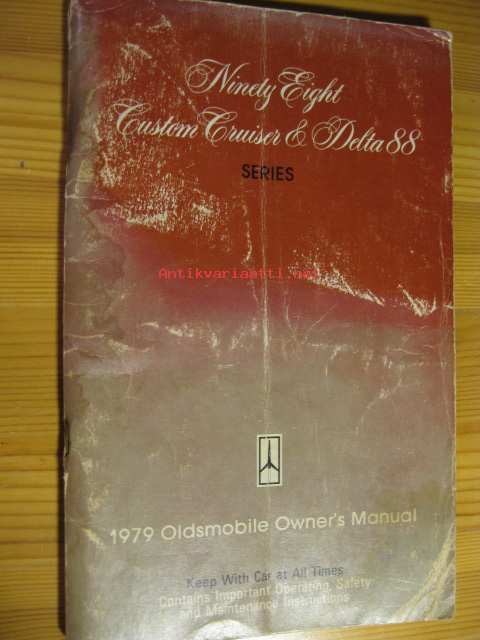 Ninety Eight
Custom Cruiser & Delta 88
SERIES
Antikvariaatti.net
1979 Oldsmobile Owner's Manual
Keep With Car at All Times
Contains Important Operating, Safety
and Maintenance Instructions